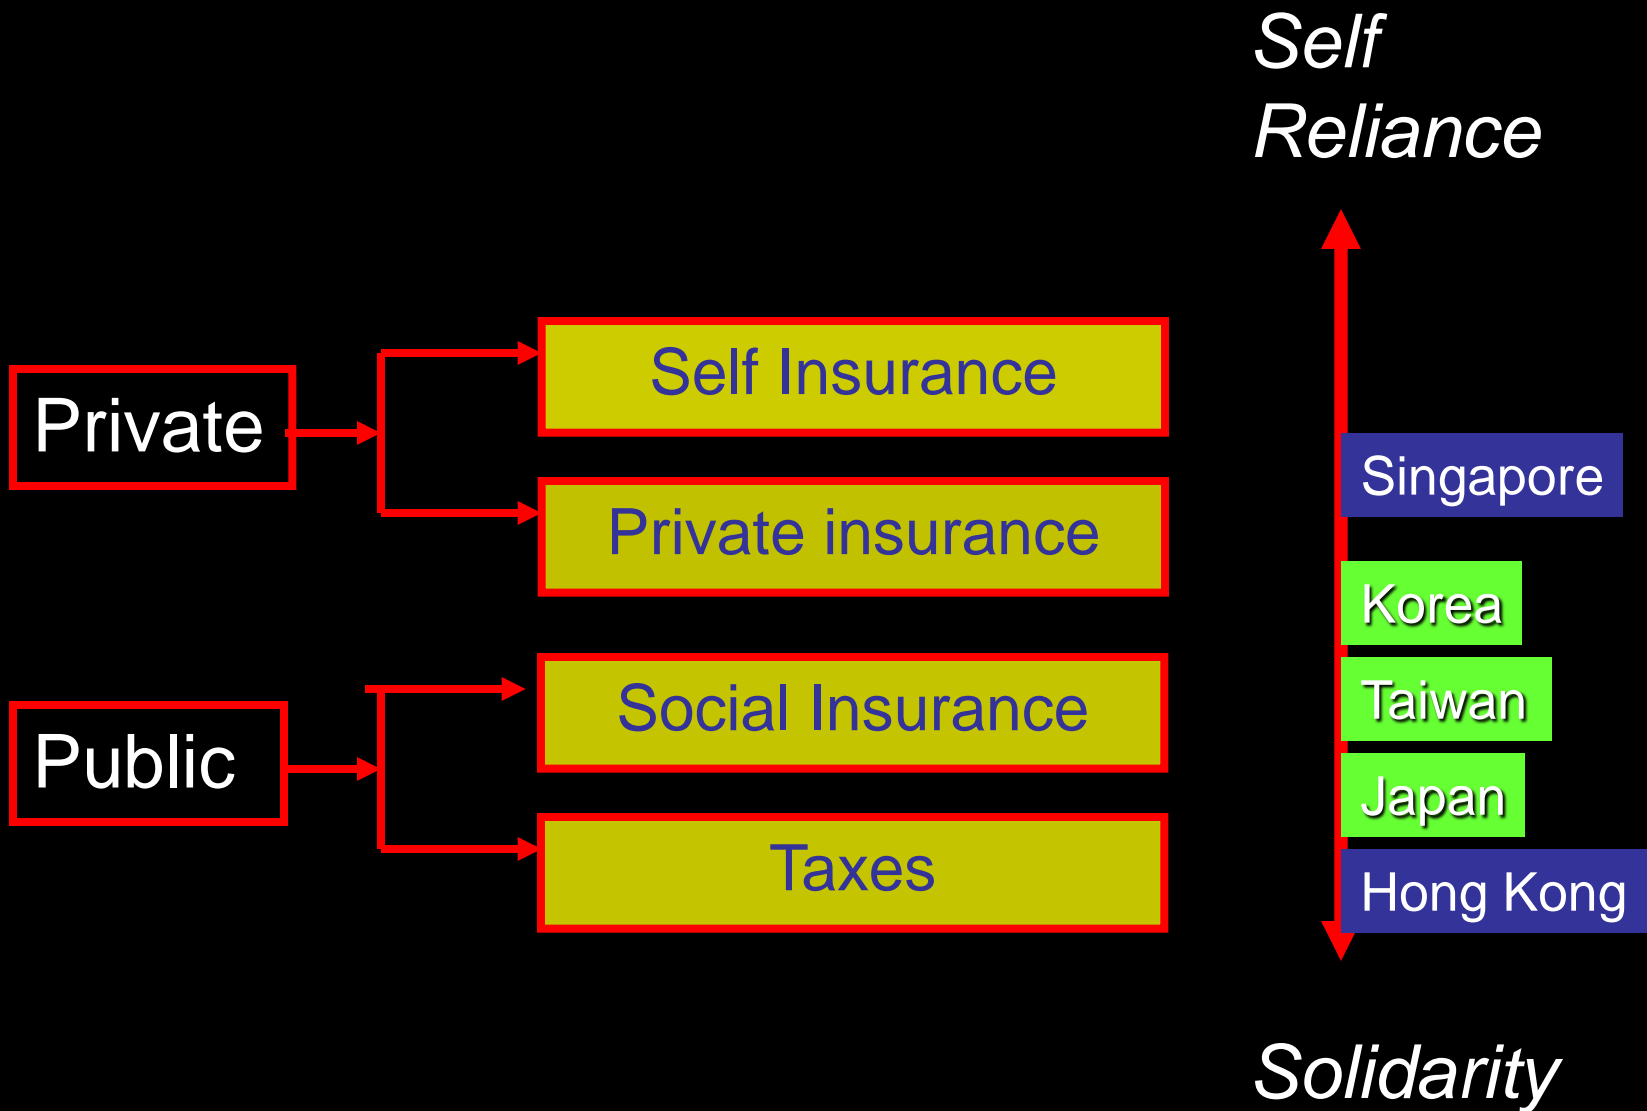 Self
Reliance
Private
Self Insurance
Private insurance
Public
Social Insurance
Taxes
Singapore
Korea
Taiwan
Japan
Hong Kong
Solidarity